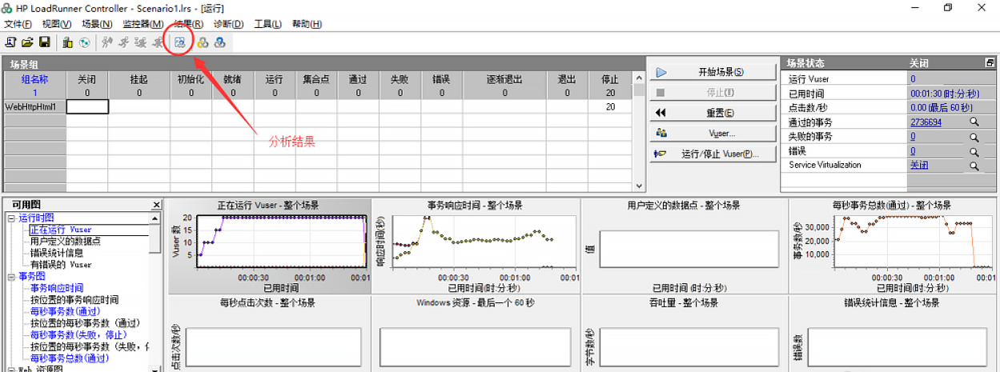 HP LoadRunner Controller - Scenario1.lrs - [运行]
文件(F) 视图(V) 场景(N) 监控器(M) 结果(R) 诊断(D) 工具(L) 帮助(H)
场景组
组名称 关闭 挂起 初始化 就绪 运行 集合点 通过 失败 错误 逐渐退出 退出 停止
1 0 0 0 0 0 0 0 0 0 0 0 20
WebHttpHtml1 20
分析结果
开始场景(S)
停止(T)
重置(E)
Vuser...
运行/停止 Vuser(P)...
场景状态 关闭
运行 Vuser 0
已用时间 00:01:30 (时:分:秒)
点击数/秒 0.00 (最后 60 秒)
通过的事务 2736694
失败的事务 0
错误 0
Service Virtualization 关闭
可用图
运行时图
正在运行 Vuser
用户定义的数据点
错误统计信息
有错误的 Vuser
事务图
事务响应时间
按位置的事务响应时间
每秒事务数(通过)
按位置的每秒事务数 (通过)
每秒事务数(失败, 停止)
按位置的每秒事务数 (失败,
每秒事务总数(通过)
Web 资源图
正在运行 Vuser - 整个场景
Vuser 数
20
15
10
5
00:00:30 00:01:00 00:01
已用时间
事务响应时间 - 整个场景
响应时间(秒)
00:00:30 00:01:00 00:01
已用时间(时:分:秒)
用户定义的数据点 - 整个场景
值
已用时间 (时:分:秒)
每秒事务总数(通过) - 整个场景
事务数/秒
30,000
20,000
10,000
00:00:30 00:01:00 00:01
已用时间(时:分:秒)
每秒点击次数 - 整个场景
点击次数/秒
Windows 资源 - 最后一个 60 秒
吞吐量 - 整个场景
字节数/秒
错误统计信息 - 整个场景
错误数